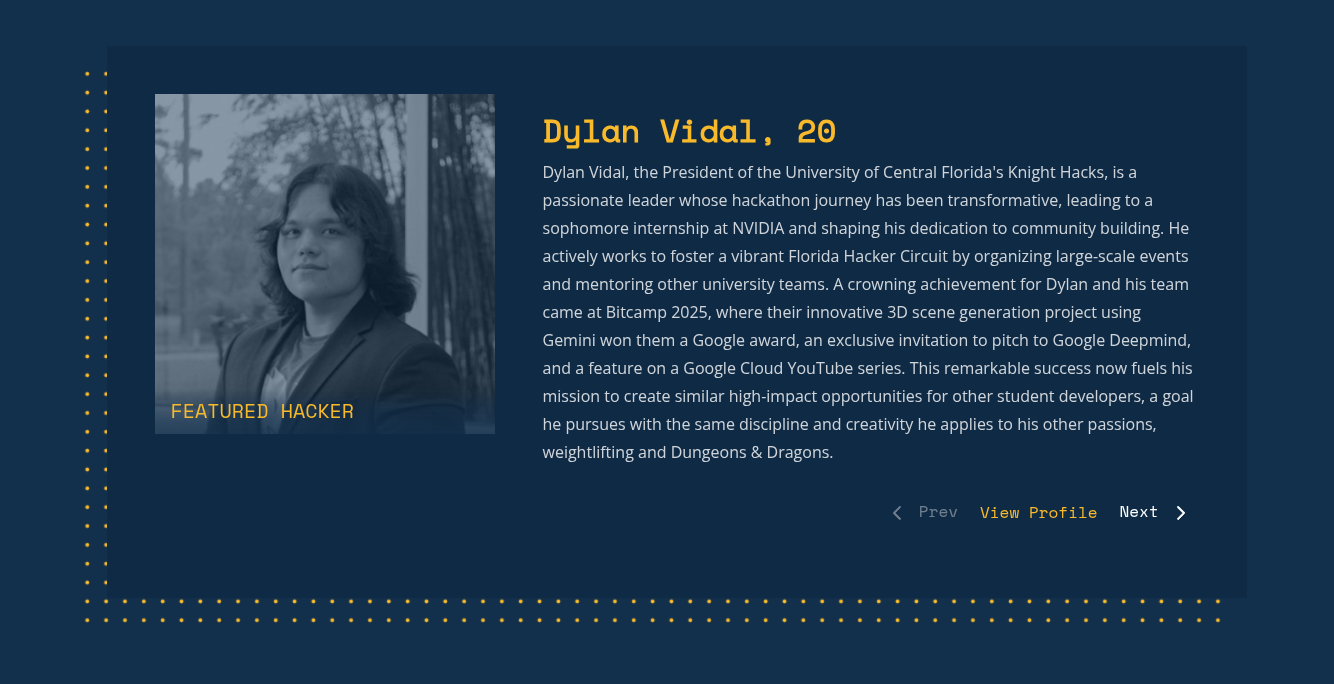 Dylan Vidal, 20
Dylan Vidal, the President of the University of Central Florida's Knight Hacks, is a
passionate leader whose hackathon journey has been transformative, leading to a
sophomore internship at NVIDIA and shaping his dedication to community building. He
actively works to foster a vibrant Florida Hacker Circuit by organizing large-scale events
and mentoring other university teams. A crowning achievement for Dylan and his team
came at Bitcamp 2025, where their innovative 3D scene generation project using
Gemini won them a Google award, an exclusive invitation to pitch to Google Deepmind,
and a feature on a Google Cloud YouTube series. This remarkable success now fuels his
mission to create similar high-impact opportunities for other student developers, a goal
he pursues with the same discipline and creativity he applies to his other passions,
weightlifting and Dungeons & Dragons.
FEATURED HACKER
Prev View Profile Next